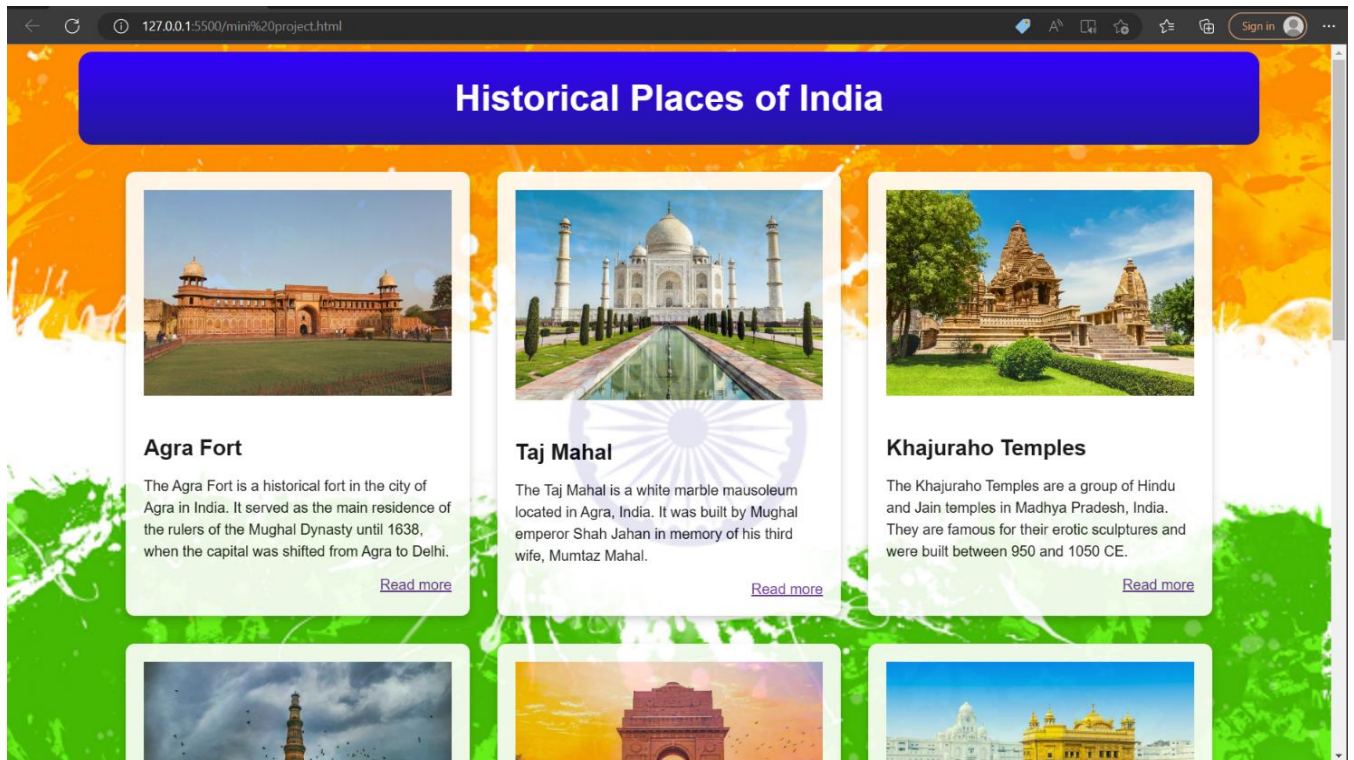 127.0.0.1:5500/mini%20project.html
Sign in
Historical Places of India
Agra Fort
The Agra Fort is a historical fort in the city of
Agra in India. It served as the main residence of
the rulers of the Mughal Dynasty until 1638,
when the capital was shifted from Agra to Delhi.
Read more
Taj Mahal
The Taj Mahal is a white marble mausoleum
located in Agra, India. It was built by Mughal
emperor Shah Jahan in memory of his third
wife, Mumtaz Mahal.
Read more
Khajuraho Temples
The Khajuraho Temples are a group of Hindu
and Jain temples in Madhya Pradesh, India.
They are famous for their erotic sculptures and
were built between 950 and 1050 CE.
Read more